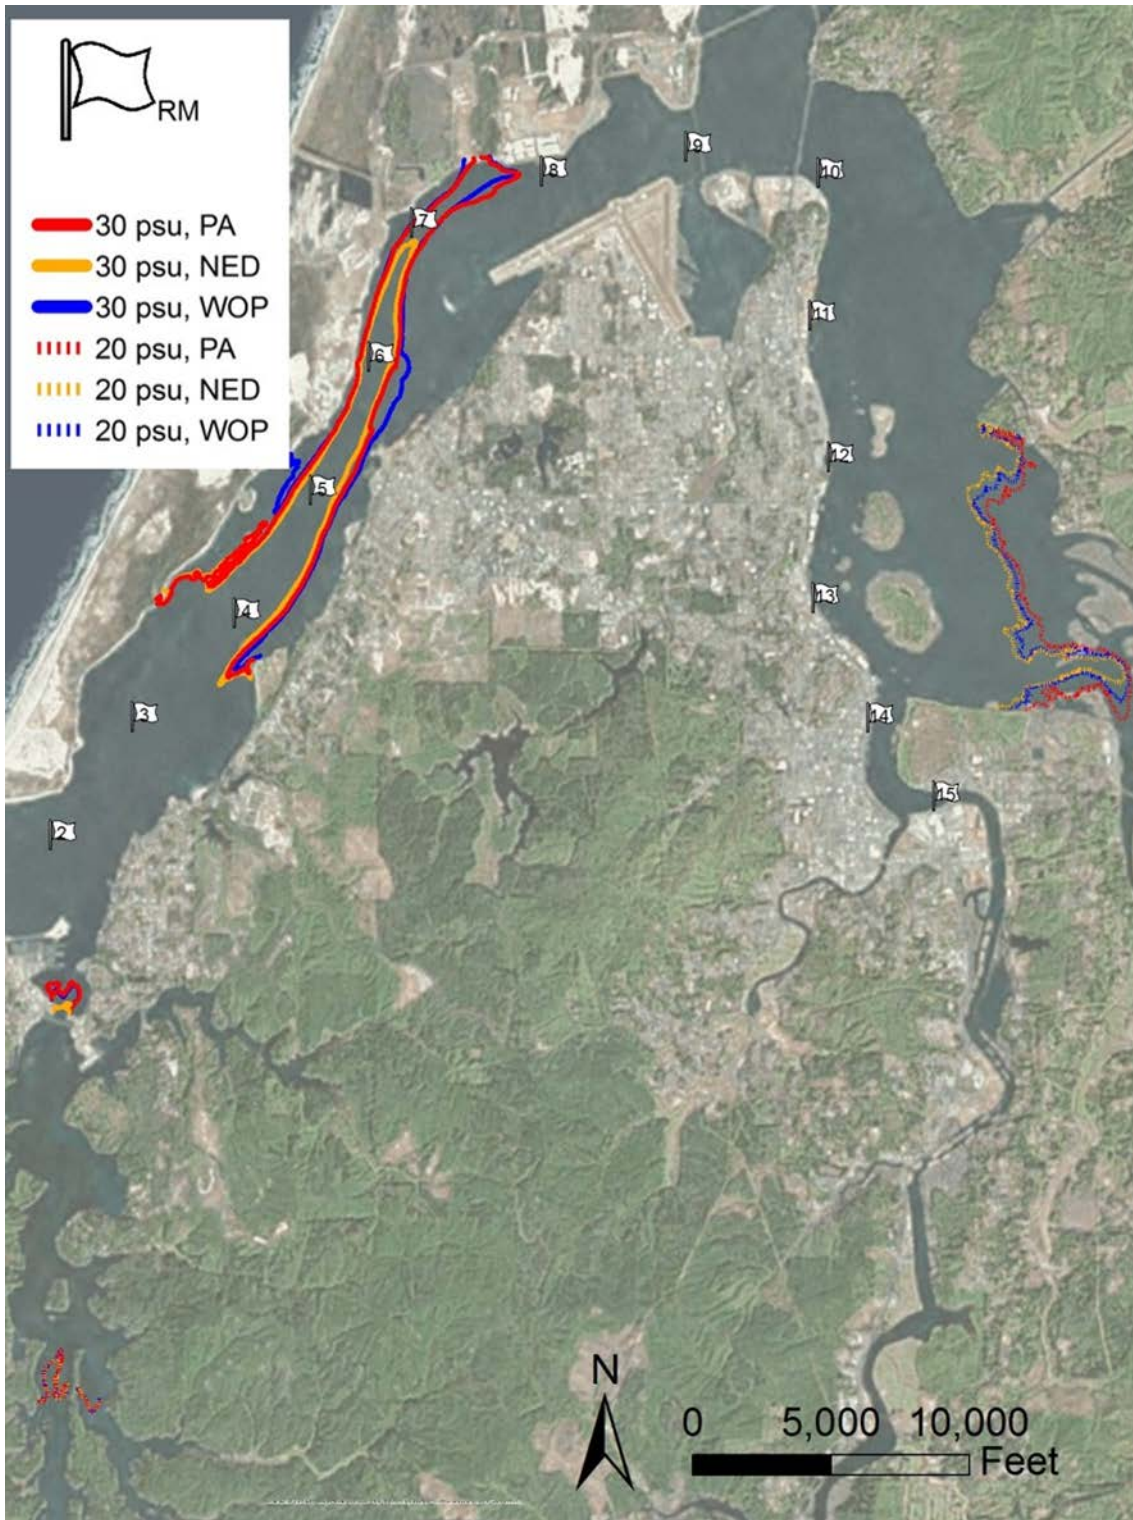 RM
30 psu, PA
30 psu, NED
30 psu, WOP
20 psu, PA
20 psu, NED
20 psu, WOP
9
8
10
7
11
6
12
5
13
4
3
14
15
2
N
0 5,000 10,000
Feet